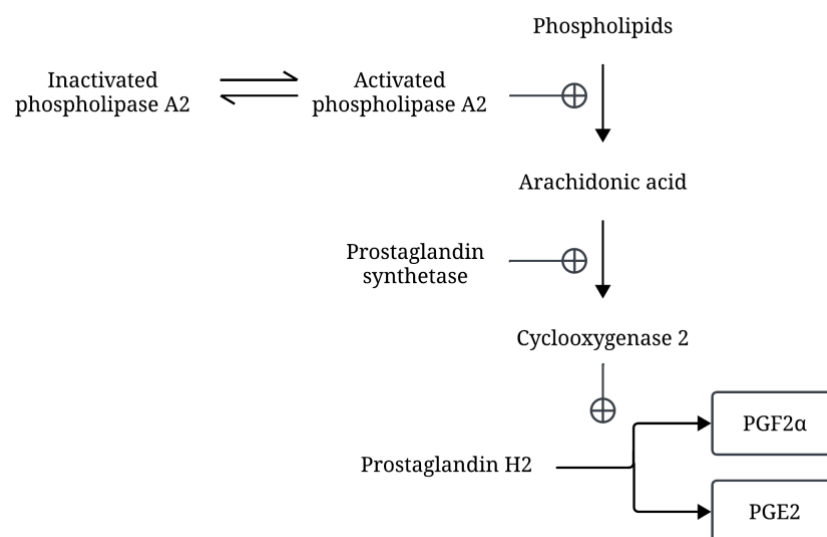 Phospholipids
Inactivated
phospholipase A2
Activated
phospholipase A2
Arachidonic acid
Prostaglandin
synthetase
Cyclooxygenase 2
PGF2α
Prostaglandin H2
PGE2